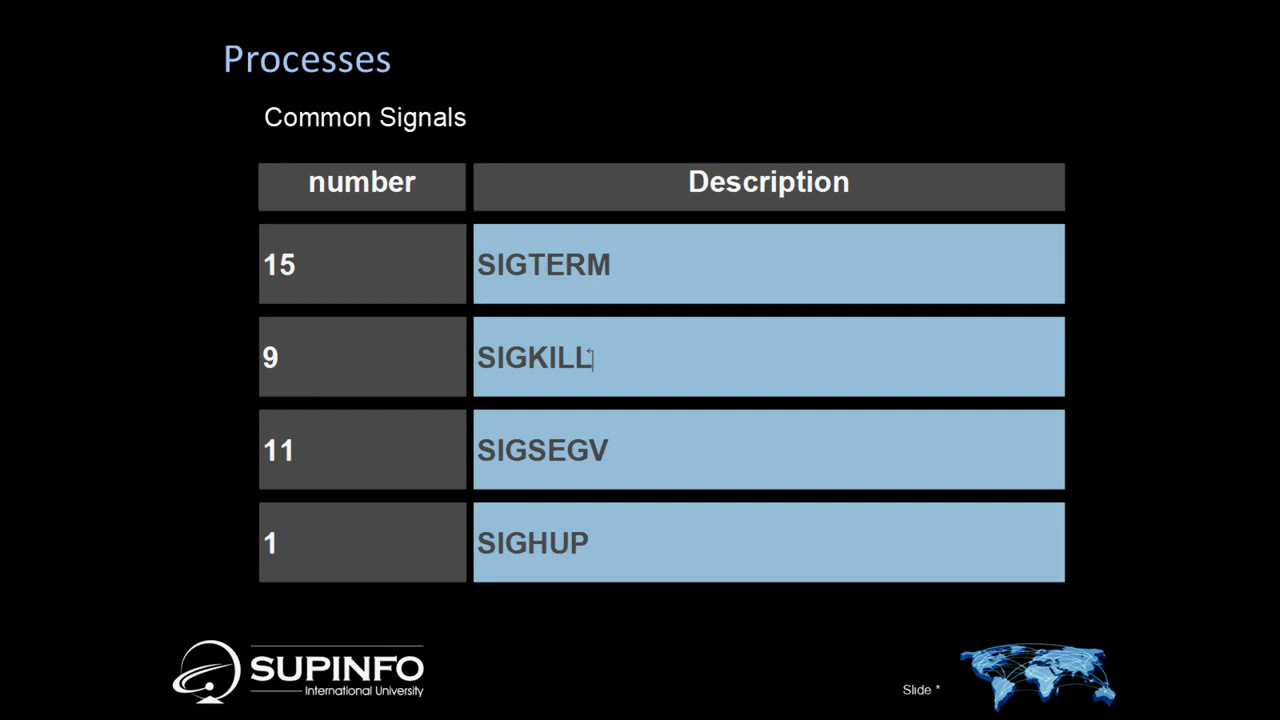 Processes
Common Signals
number Description
15 SIGTERM
9 SIGKILL
11 SIGSEGV
1 SIGHUP
SUPINFO
International University
Slide *